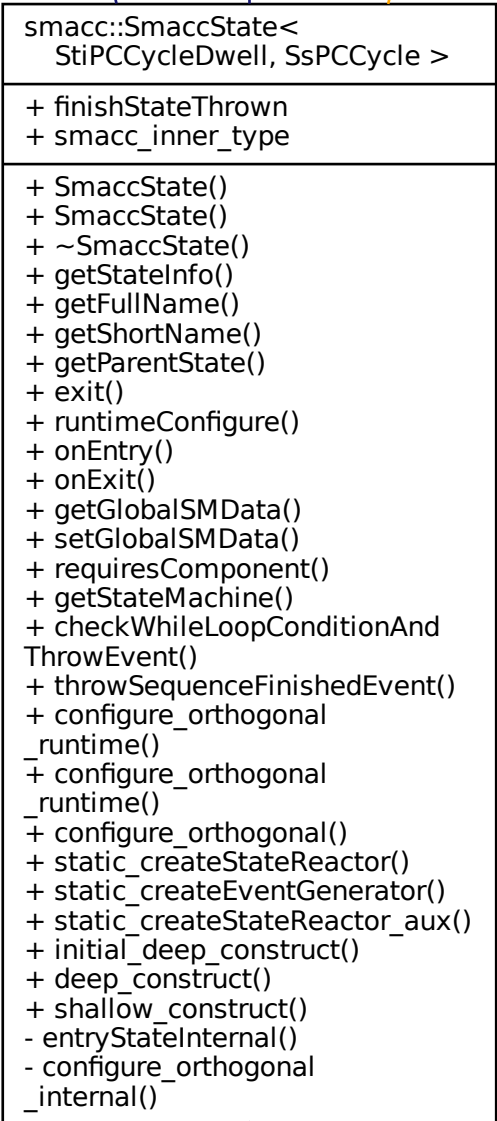 smacc::SmaccState<
StiPCCycleDwell, SsPCCycle >
+ finishStateThrown
+ smacc_inner_type
+ SmaccState()
+ SmaccState()
+ ~SmaccState()
+ getStateInfo()
+ getFullName()
+ getShortName()
+ getParentState()
+ exit()
+ runtimeConfigure()
+ onEntry()
+ onExit()
+ getGlobalSMData()
+ setGlobalSMData()
+ requiresComponent()
+ getStateMachine()
+ checkWhileLoopConditionAnd
ThrowEvent()
+ throwSequenceFinishedEvent()
+ configure_orthogonal
_runtime()
+ configure_orthogonal
_runtime()
+ configure_orthogonal()
+ static_createStateReactor()
+ static_createEventGenerator()
+ static_createStateReactor_aux()
+ initial_deep_construct()
+ deep_construct()
+ shallow_construct()
- entryStateInternal()
- configure_orthogonal
_internal()